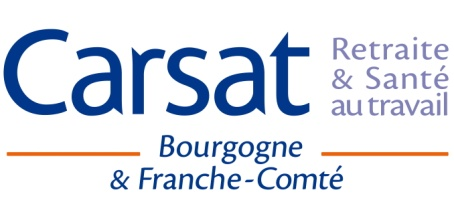 Carsat
Retraite
& Santé
au travail
Bourgogne
& Franche-Comté